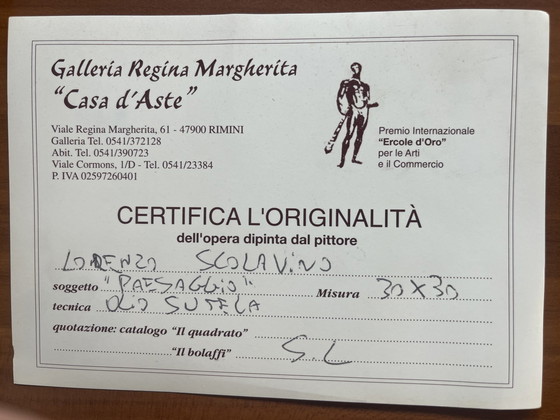 Galleria Regina Margherita
"Casa d'Aste"
Viale Regina Margherita, 61 - 47900 RIMINI
Galleria Tel. 0541/372128
Abit. Tel. 0541/390723
Viale Cormons, 1/D - Tel. 0541/23384
P. IVA 02597260401
Premio Internazionale
"Ercole d'Oro"
per le Arti
e il Commercio
CERTIFICA L'ORIGINALITÀ
dell'opera dipinta dal pittore
LORENZO SCOLAVINO
soggetto "PAESAGGIO" Misura 30X30
tecnica OLIO SU TELA
quotazione: catalogo "Il quadrato"
"Il bolaffi" S.L